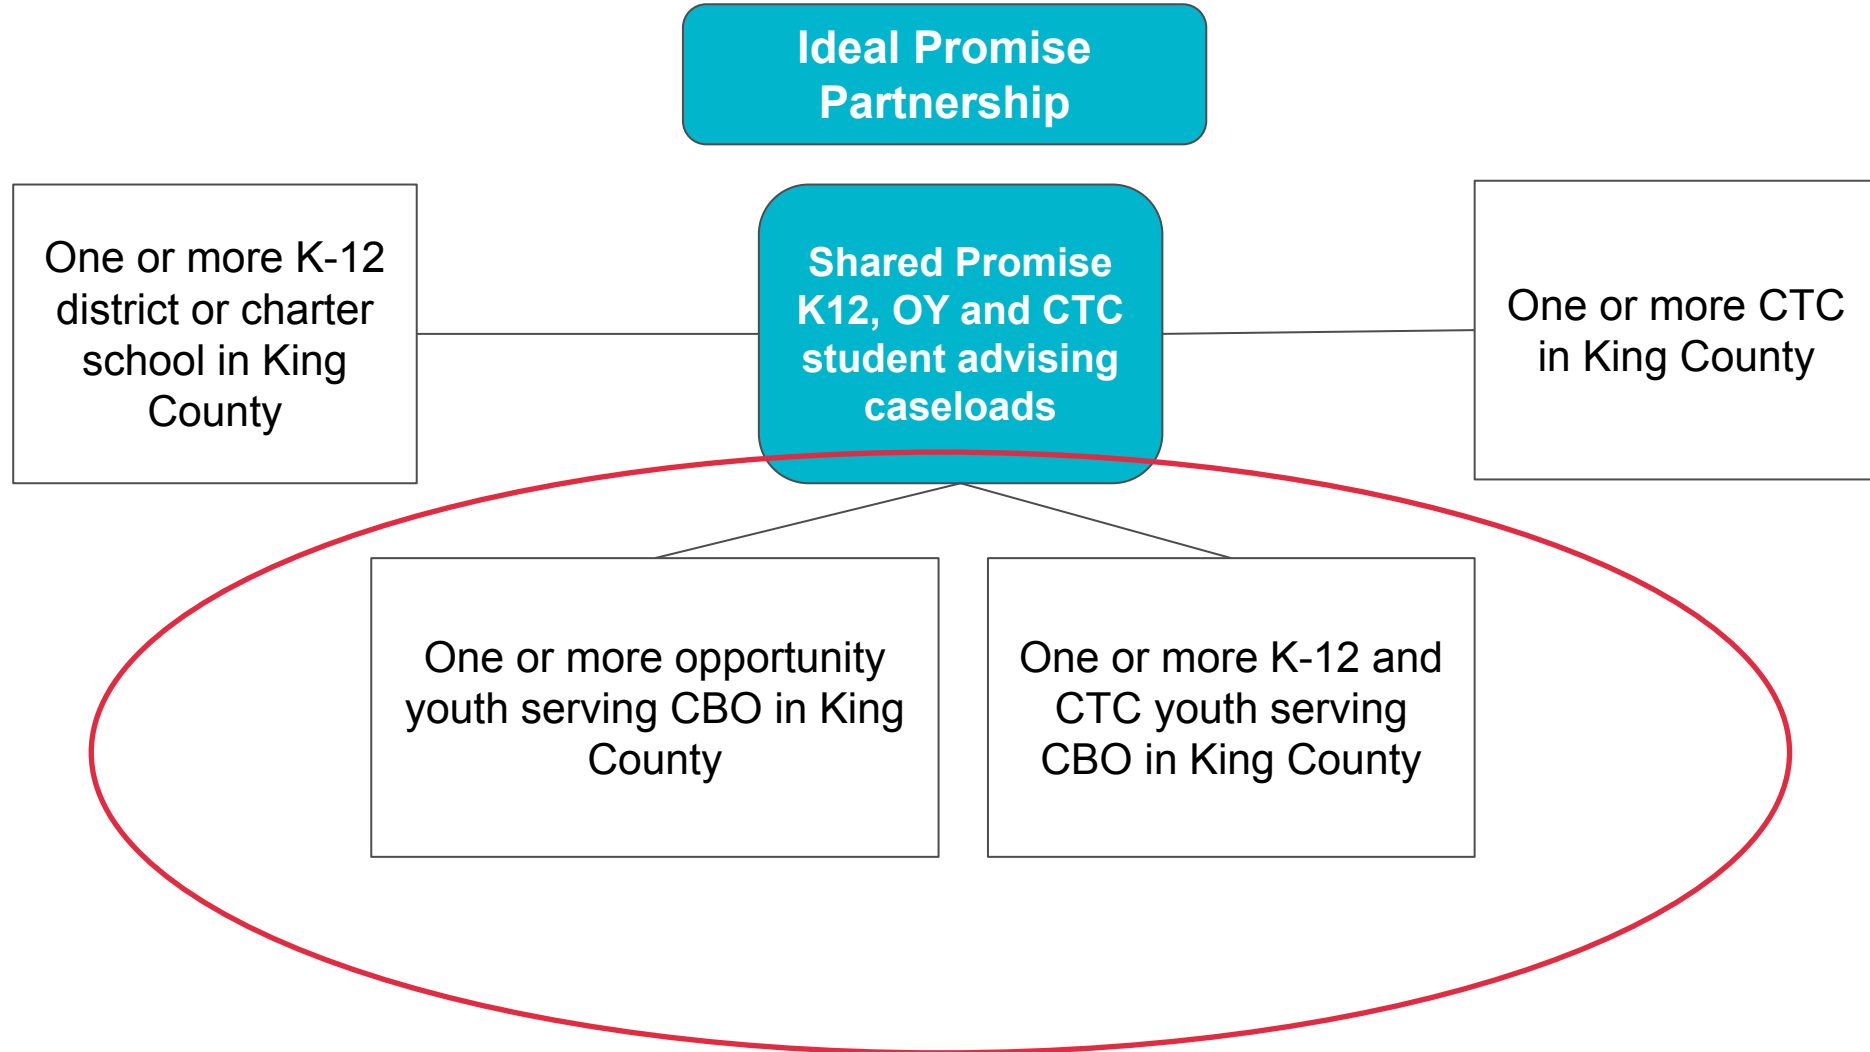 Ideal Promise
Partnership
One or more K-12
district or charter
school in King
County
Shared Promise
K12, OY and CTC
student advising
caseloads
One or more CTC
in King County
One or more opportunity
youth serving CBO in King
County
One or more K-12 and
CTC youth serving
CBO in King County